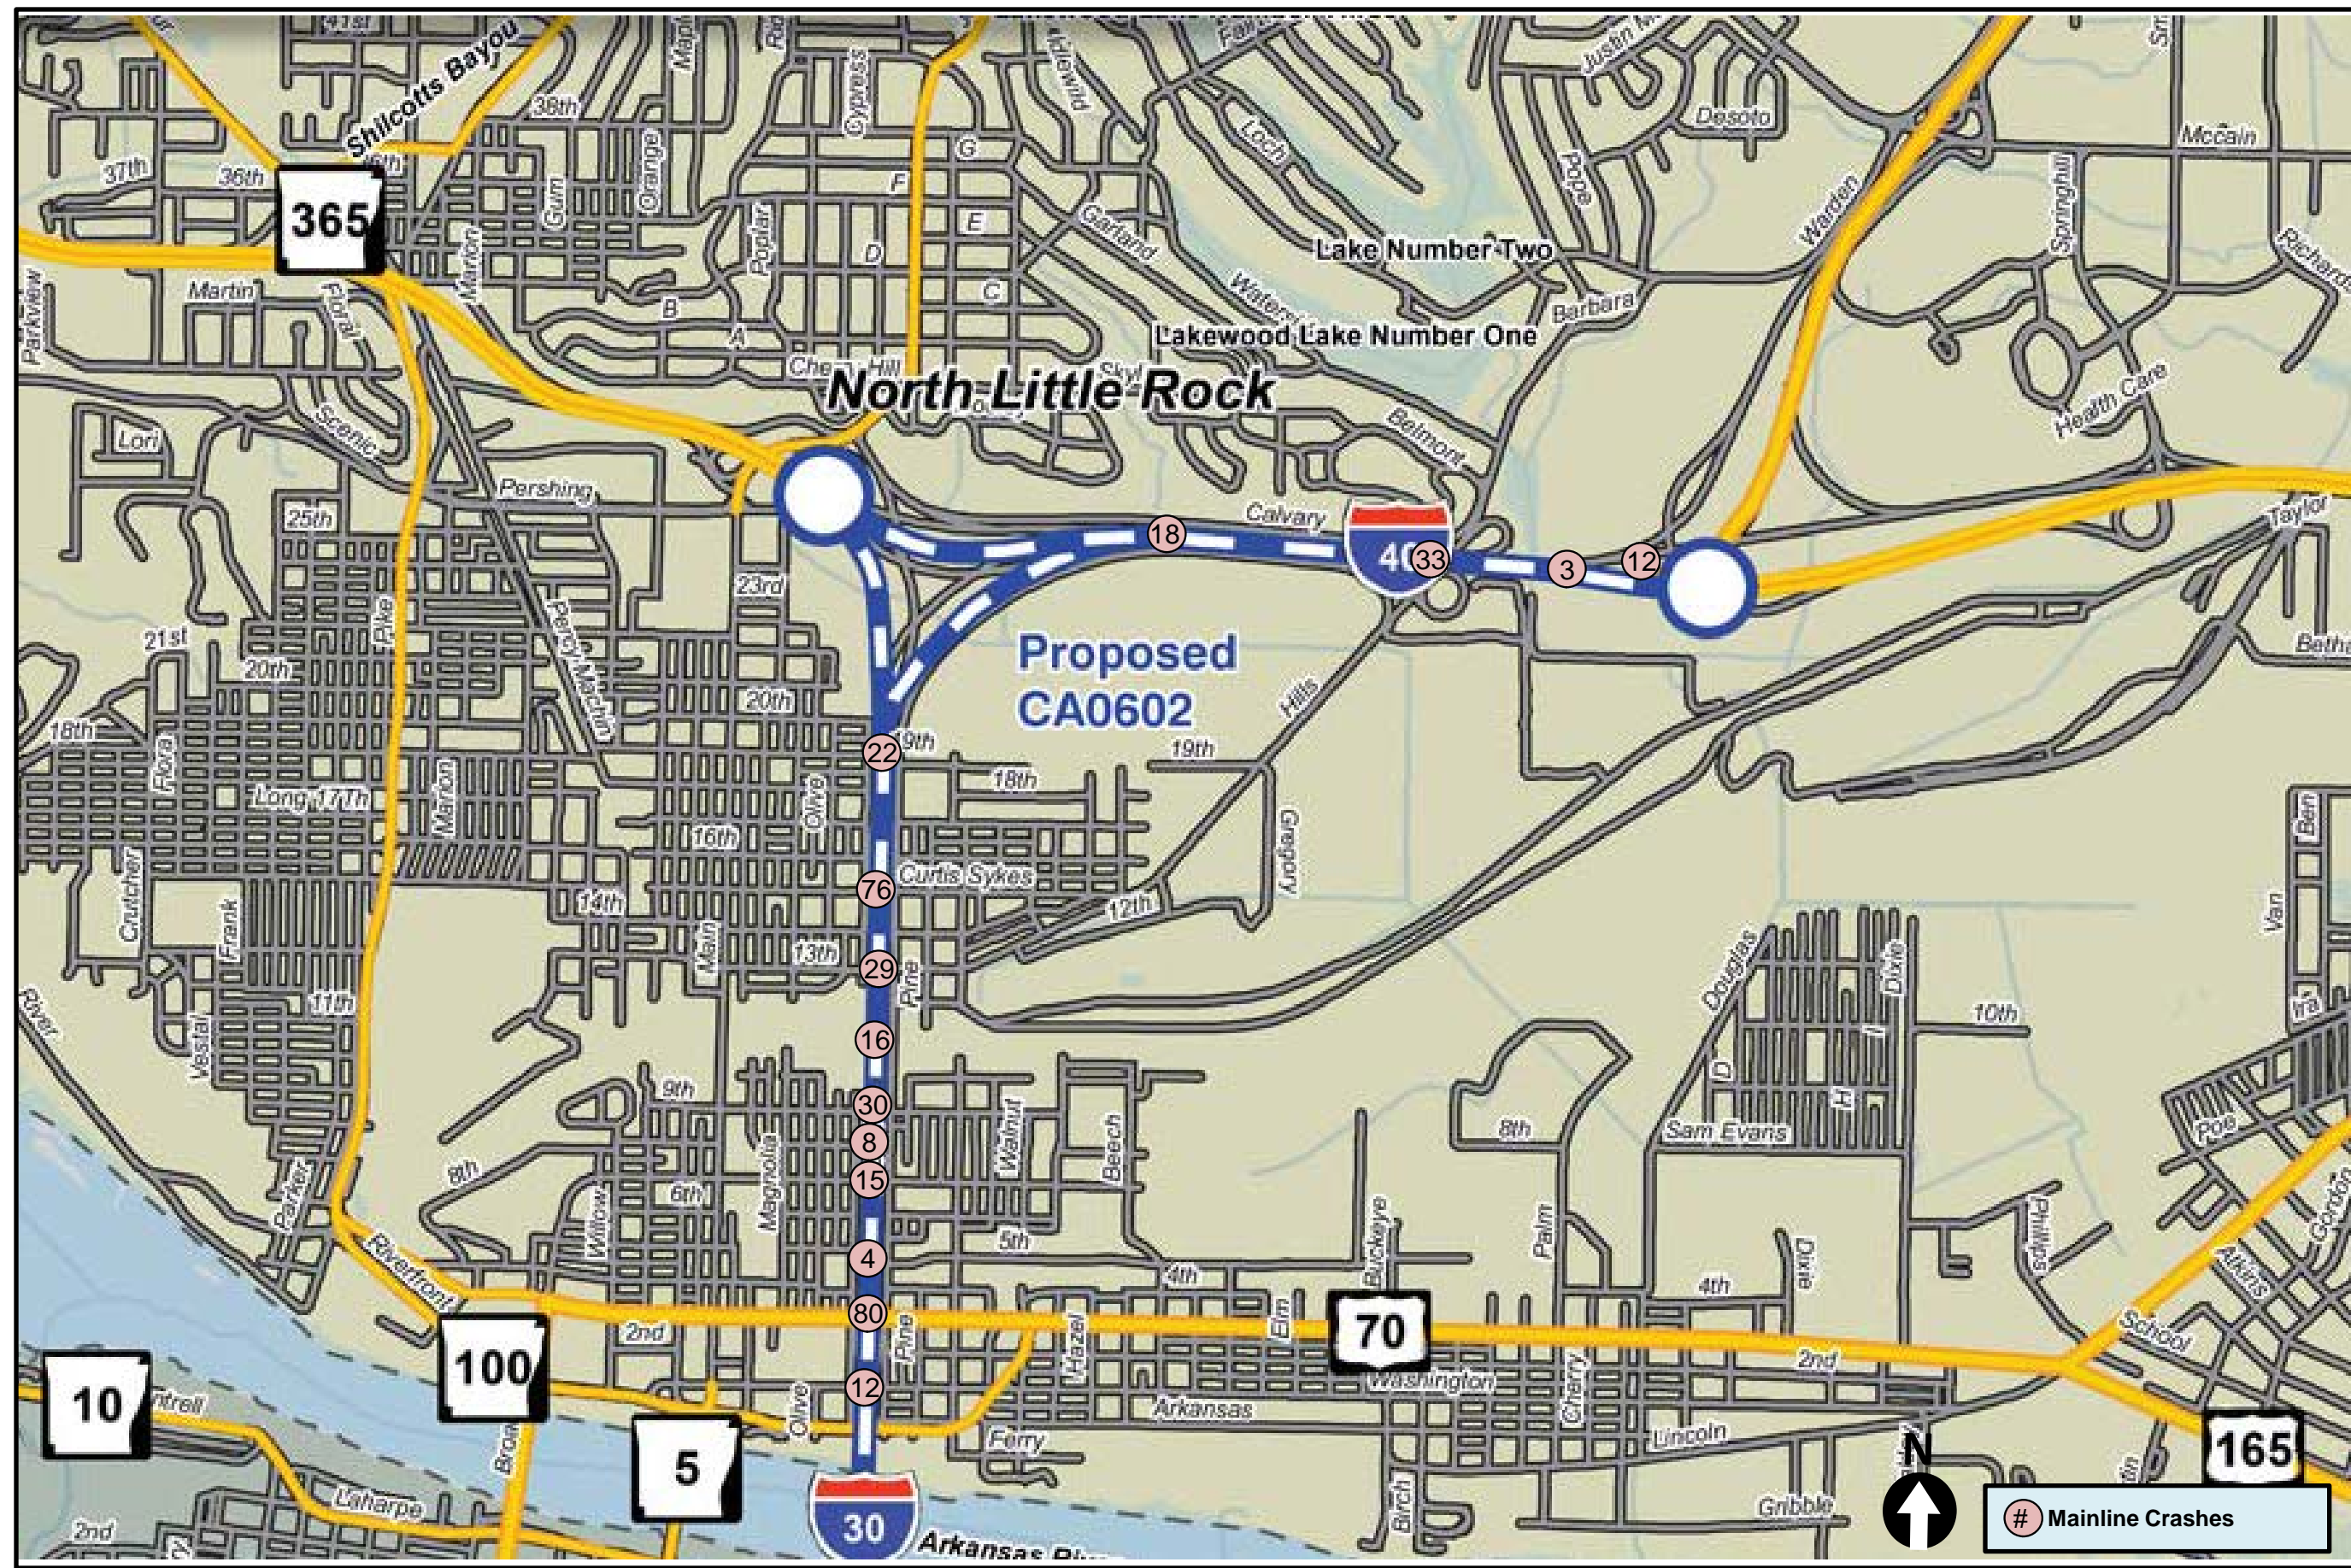 41st
Shilcotts Bayou
38th
Cypress
Idlewild
G
Loch
Desoto
Mccain
37th
36th
365
Gum
Orange
F
E
Pope
Warden
Springhill
Poplar
D
Garland
Lake Number Two
Marion
Parkview
Martin
Floral
B
A
C
Barbara
Lakewood Lake Number One
North Little Rock
Health Care
Lori
Scenic
Belmont
Pershing
25th
18
Calvary
40
33
3
12
Taylor
23rd
Pike
Percy Machin
21st
20th
Proposed
CA0602
20th
Hills
18th
Flora
22
19th
19th
18th
Long 17Th
Marion
Olive
16th
Gregory
Ben
Crutcher
Frank
76
Curtis Sykes
14th
12th
Main
13th
29
Pine
Van
Douglas
Dixie
11th
River
Vestal
16
10th
Ira
I
D
H
9th
30
8
Walnut
Beech
8th
Sam Evans
Poe
Parker
8th
6th
15
Magnolia
Willow
Riverfront
5th
4
4th
Buckeye
Palm
4th
Dixie
Phillips
Atkins
Gordon
80
2nd
Pine
Hazel
Elm
70
School
2nd
100
10
12
Olive
Washington
Arkansas
Cherry
Lincoln
5
Ferry
165
N
Laharpe
2nd
30
Arkansas
Birch
Gribble
# Mainline Crashes